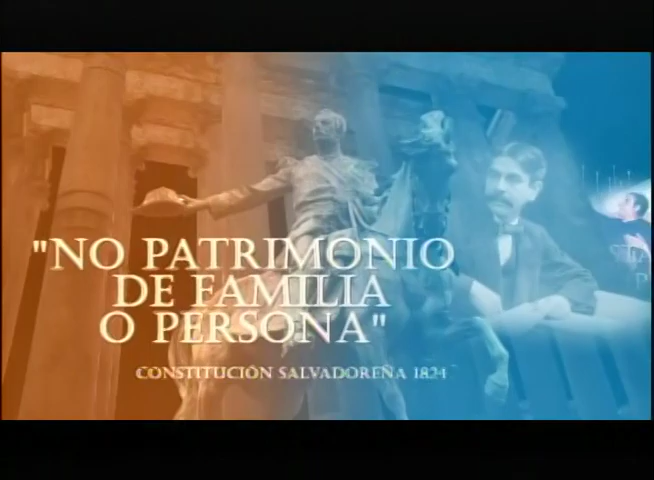 "NO PATRIMONIO
DE FAMILIA
O PERSONA"
CONSTITUCIÓN SALVADOREÑA 1824